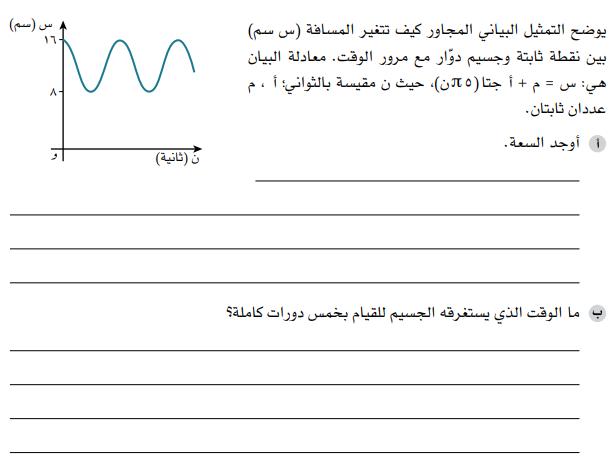 يوضح التمثيل البياني المجاور كيف تتغير المسافة (س سم)
بين نقطة ثابتة وجسيم دوّار مع مرور الوقت. معادلة البيان
هي: س = م + أ جتا(٥πن)، حيث ن مقيسة بالثواني؛ أ ، م
عددان ثابتان.
س (سم)
١٦
٨
و
ن (ثانية)
أ أوجد السعة.
ب ما الوقت الذي يستغرقه الجسيم للقيام بخمس دورات كاملة؟